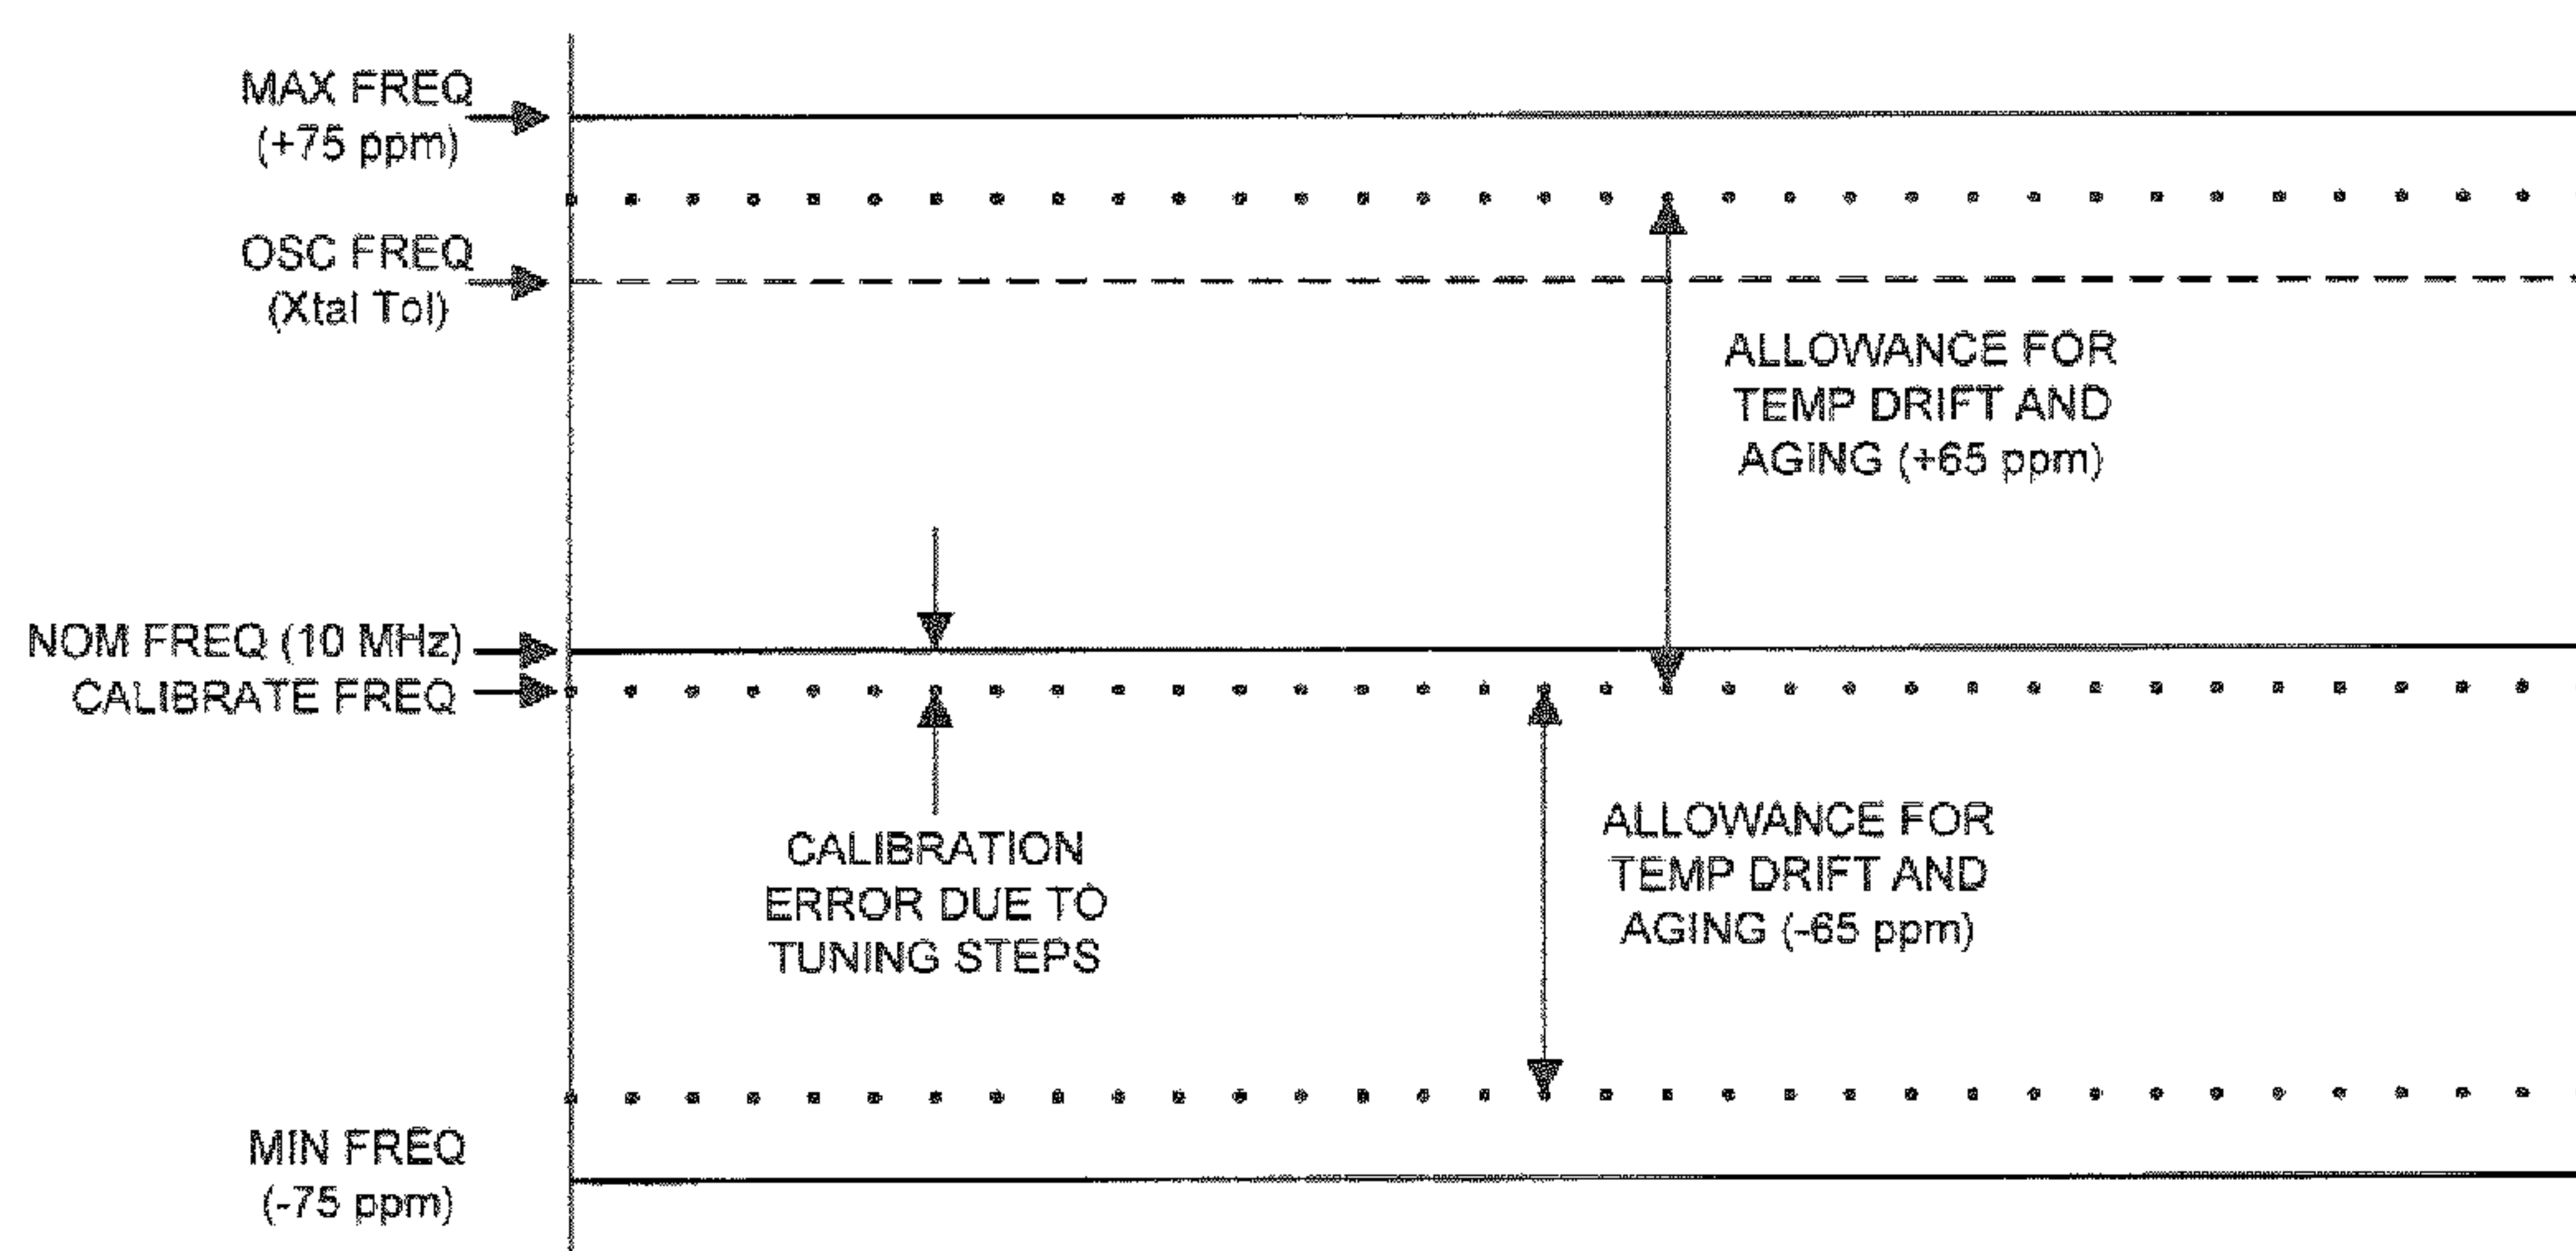 MAX FREQ
(+75 ppm)
OSC FREQ
(Xtal Tol)
ALLOWANCE FOR
TEMP DRIFT AND
AGING (+65 ppm)
NOM FREQ (10 MHz)
CALIBRATE FREQ
CALIBRATION
ERROR DUE TO
TUNING STEPS
ALLOWANCE FOR
TEMP DRIFT AND
AGING (-65 ppm)
MIN FREQ
(-75 ppm)